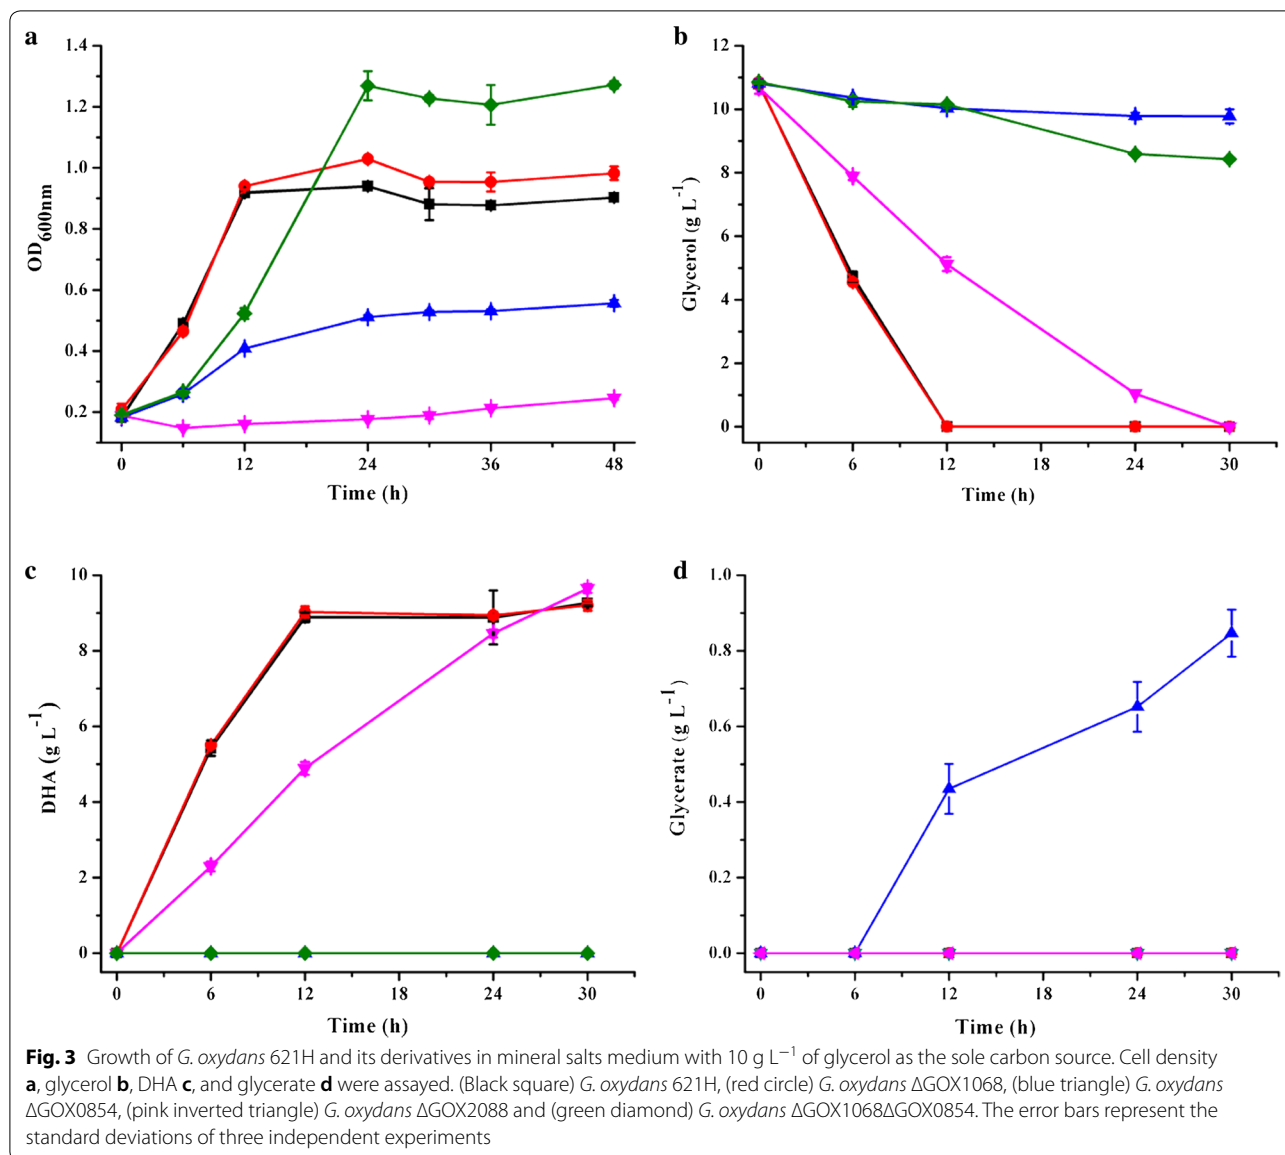 a
1.4
1.2
1.0
0.8
0.6
0.4
0.2
OD600nm
0 12 24 36 48
Time (h)
b
12
10
8
6
4
2
0
Glycerol (g L-1)
0 6 12 18 24 30
Time (h)
c
10
8
6
4
2
0
DHA (g L-1)
0 6 12 18 24 30
Time (h)
d
1.0
0.8
0.6
0.4
0.2
0.0
Glycerate (g L-1)
0 6 12 18 24 30
Time (h)
Fig. 3 Growth of G. oxydans 621H and its derivatives in mineral salts medium with 10 g L−1 of glycerol as the sole carbon source. Cell density
a, glycerol b, DHA c, and glycerate d were assayed. (Black square) G. oxydans 621H, (red circle) G. oxydans ΔGOX1068, (blue triangle) G. oxydans
ΔGOX0854, (pink inverted triangle) G. oxydans ΔGOX2088 and (green diamond) G. oxydans ΔGOX1068ΔGOX0854. The error bars represent the
standard deviations of three independent experiments